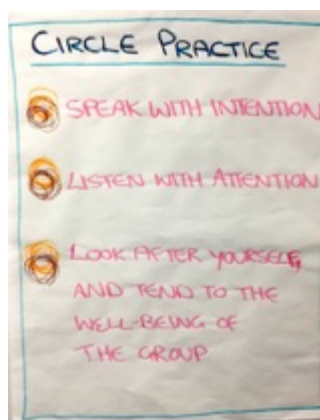 CIRCLE PRACTICE
SPEAK WITH INTENTION
LISTEN WITH ATTENTION
LOOK AFTER YOURSELF,
AND TEND TO THE
WELL-BEING OF
THE GROUP